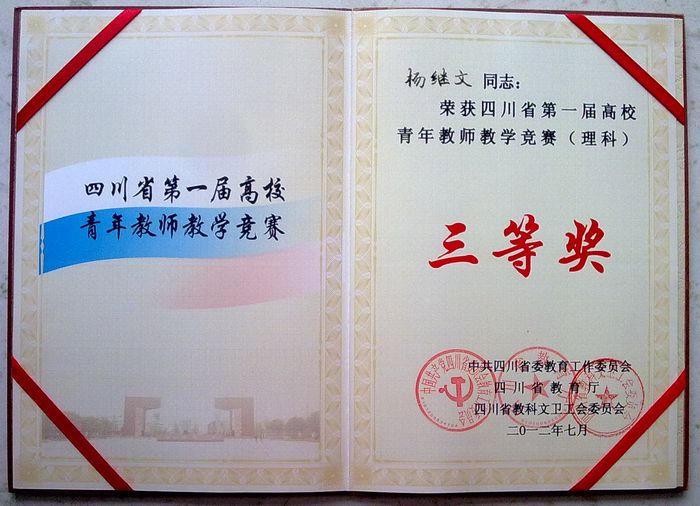 四川省第一届高校
青年教师教学竞赛
杨继文 同志：
荣获四川省第一届高校
青年教师教学竞赛（理科）
三等奖
中共四川省委教育工作委员会
四川省教育厅
四川省教科文卫工会委员会
二〇一二年七月